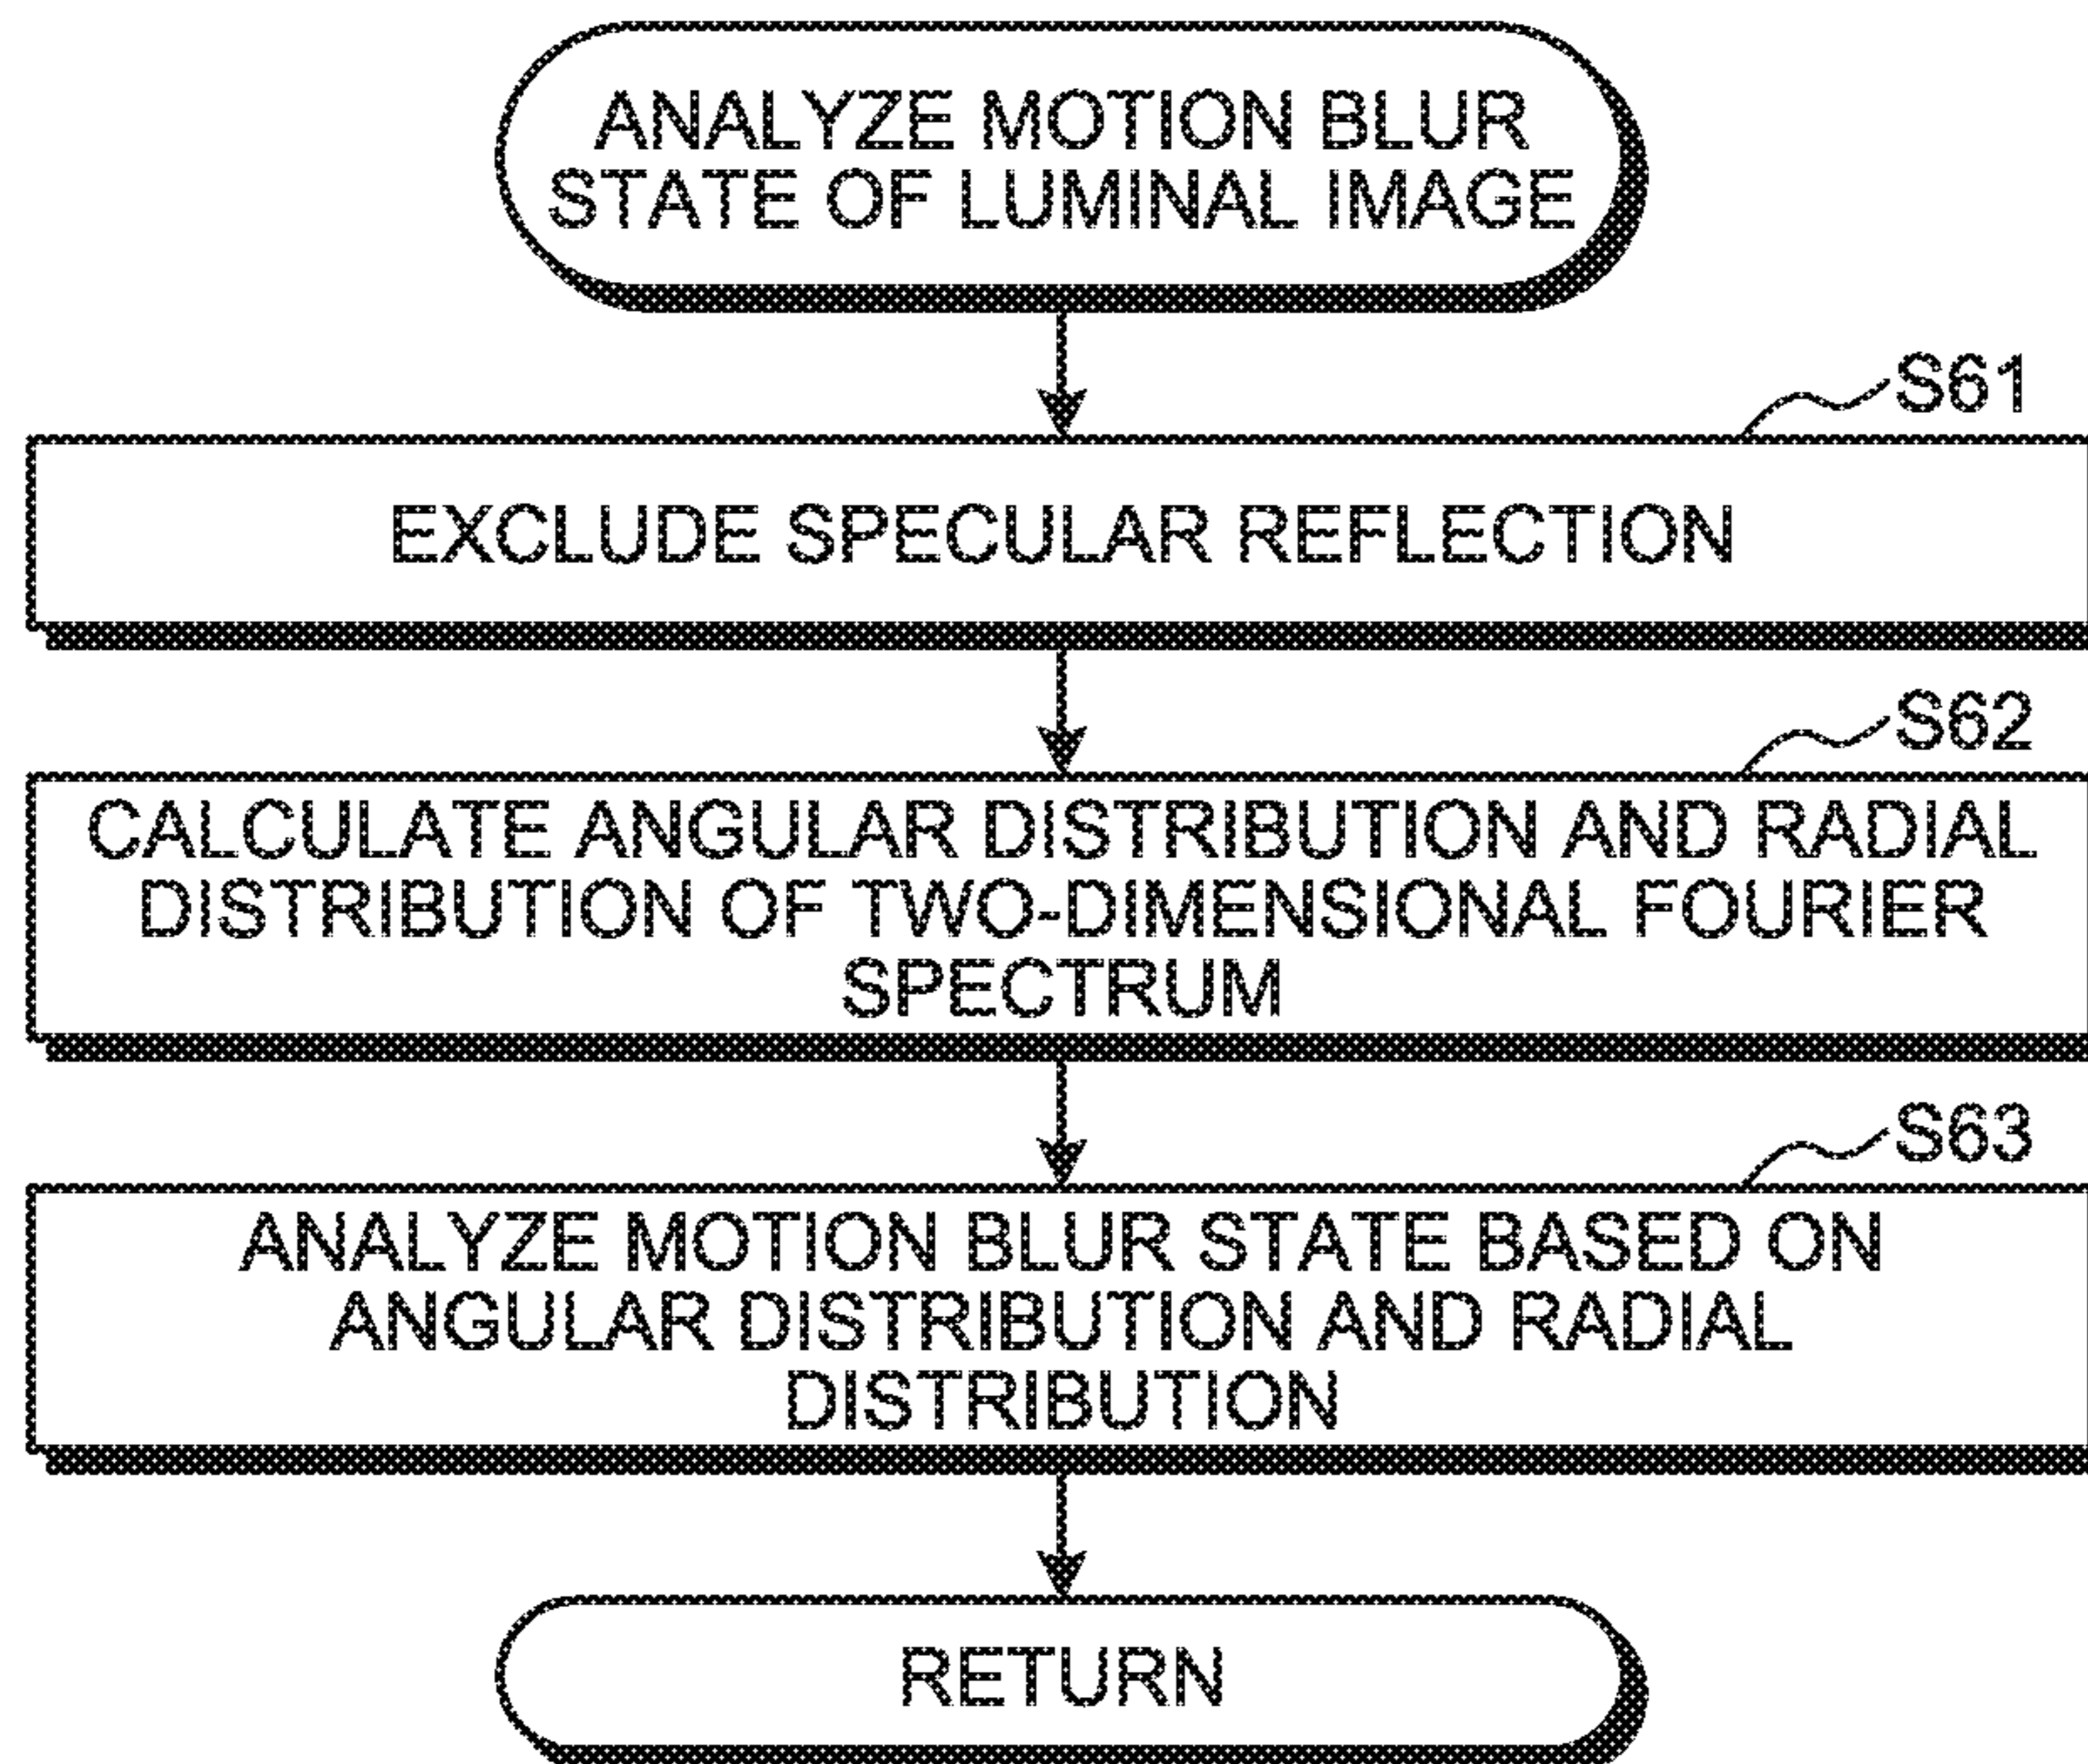 ANALYZE MOTION BLUR
STATE OF LUMINAL IMAGE
S61
EXCLUDE SPECULAR REFLECTION
S62
CALCULATE ANGULAR DISTRIBUTION AND RADIAL
DISTRIBUTION OF TWO-DIMENSIONAL FOURIER
SPECTRUM
S63
ANALYZE MOTION BLUR STATE BASED ON
ANGULAR DISTRIBUTION AND RADIAL
DISTRIBUTION
RETURN